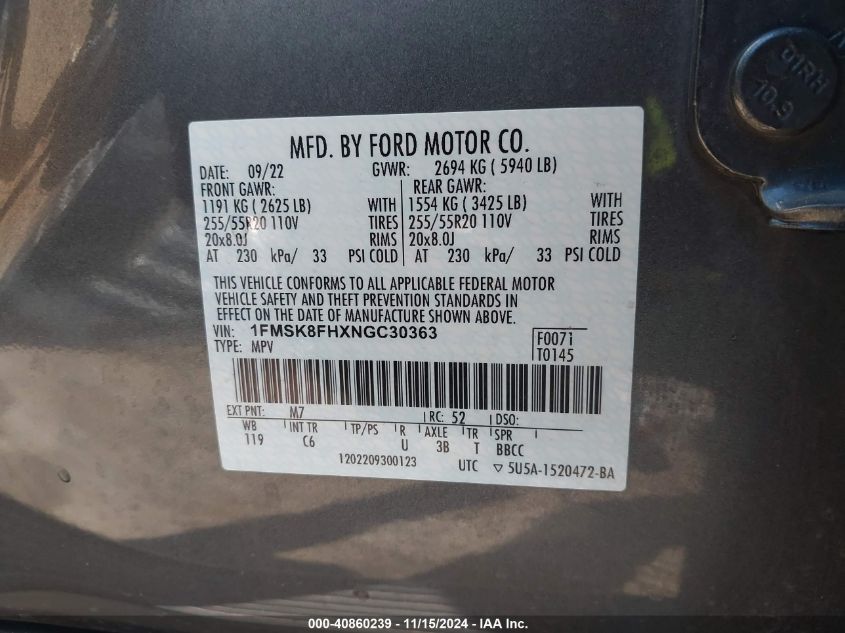 01RH
10.9
MFD. BY FORD MOTOR CO.
DATE: 09/22 GVWR: 2694 KG ( 5940 LB)
FRONT GAWR: REAR GAWR:
1191 KG ( 2625 LB) WITH 1554 KG ( 3425 LB) WITH
255/55R20 110V TIRES 255/55R20 110V TIRES
20x8.0J RIMS 20x8.0J RIMS
AT 230 kPa/ 33 PSI COLD AT 230 kPa/ 33 PSI COLD
THIS VEHICLE CONFORMS TO ALL APPLICABLE FEDERAL MOTOR
VEHICLE SAFETY AND THEFT PREVENTION STANDARDS IN
EFFECT ON THE DATE OF MANUFACTURE SHOWN ABOVE.
VIN: 1FMSK8FHXNGC30363 F0071
TYPE: MPV T0145
EXT PNT: M7 RC: 52 DSO:
WB INT TR TP/PS R AXLE TR SPR
119 C6 U 3B T BBCC
1202209300123 UTC ▽ 5U5A-1520472-BA
000-40860239 - 11/15/2024 - IAA Inc.